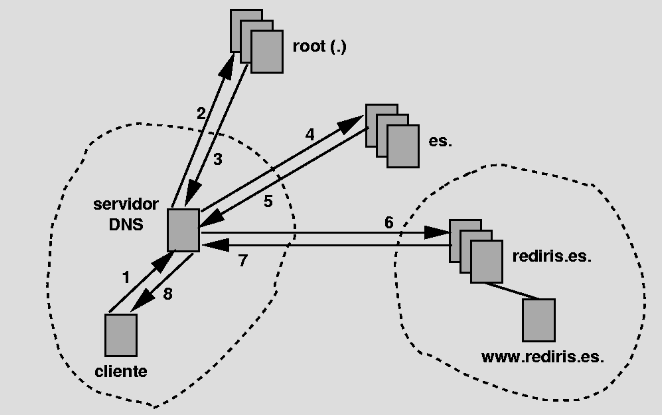 root (.)
2
3
4
es.
5
servidor
DNS
6
7
rediris.es.
1
8
cliente
www.rediris.es.